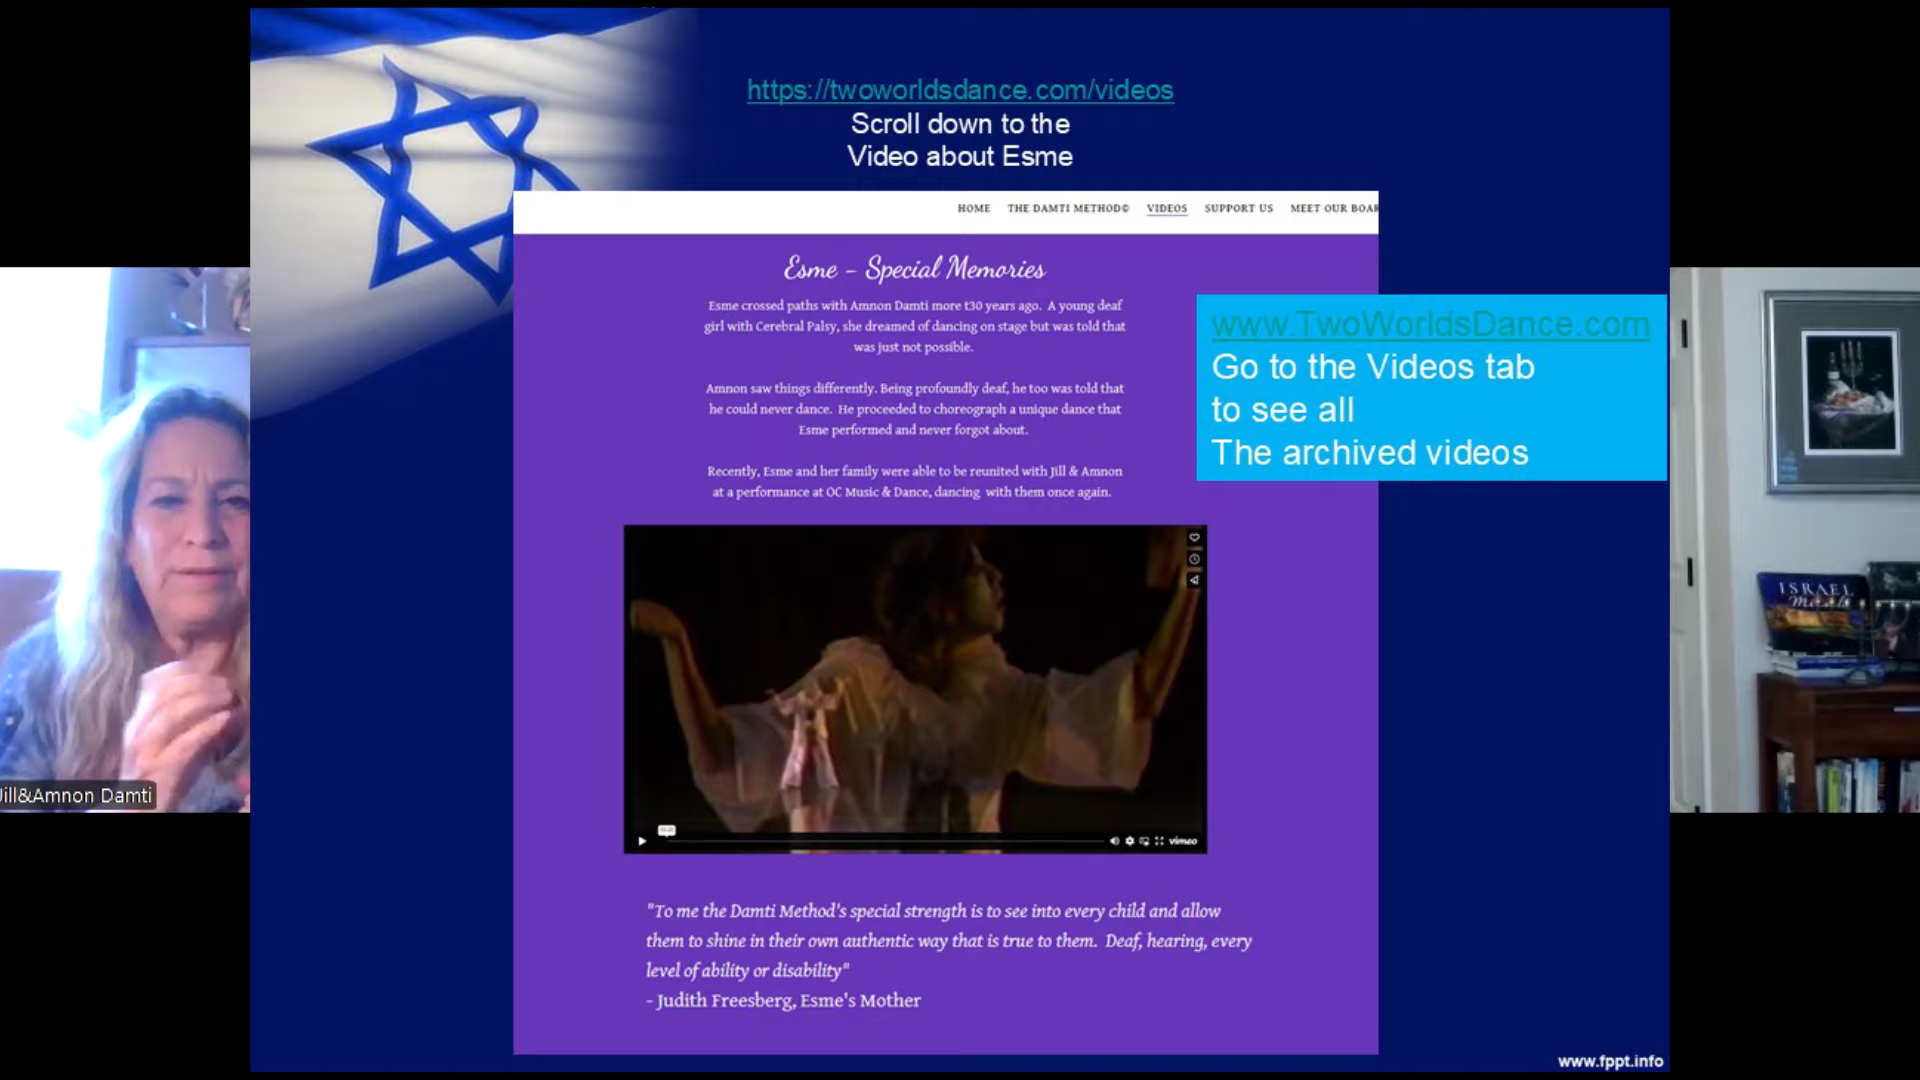 https://twoworldsdance.com/videos
Scroll down to the
Video about Esme
HOME THE DAMTI METHOD© VIDEOS SUPPORT US MEET OUR BOAR
Esme - Special Memories
Esme crossed paths with Amnon Damti more t30 years ago. A young deaf
girl with Cerebral Palsy, she dreamed of dancing on stage but was told that
was just not possible.
Amnon saw things differently. Being profoundly deaf, he too was told that
he could never dance. He proceeded to choreograph a unique dance that
Esme performed and never forgot about.
Recently, Esme and her family were able to be reunited with Jill & Amnon
at a performance at OC Music & Dance, dancing with them once again.
www.TwoWorldsDance.com
Go to the Videos tab
to see all
The archived videos
vimeo
"To me the Damti Method's special strength is to see into every child and allow
them to shine in their own authentic way that is true to them. Deaf, hearing, every
level of ability or disability"
- Judith Freesberg, Esme's Mother
Jill&Amnon Damti
ISRAEL
www.fppt.info